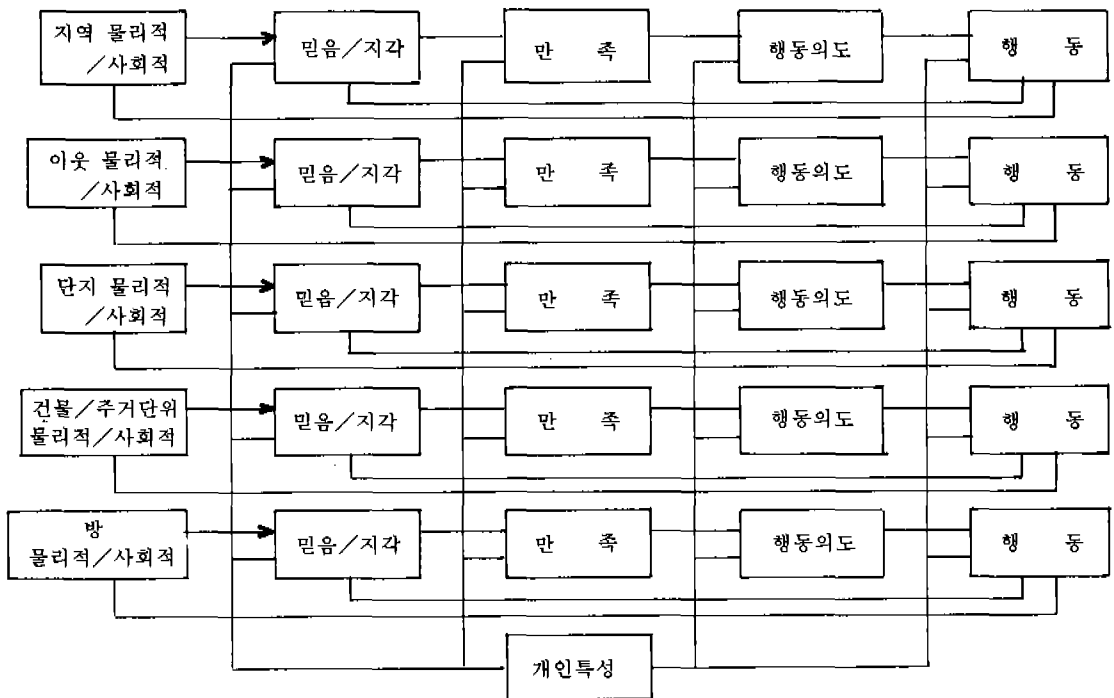 지역 물리적
/사회적
믿음/지각
만 족
행동의도
행 동
이웃 물리적
/사회적
믿음/지각
만 족
행동의도
행 동
단지 물리적
/사회적
믿음/지각
만 족
행동의도
행 동
건물/주거단위
물리적/사회적
믿음/지각
만 족
행동의도
행 동
방
물리적/사회적
믿음/지각
만 족
행동의도
행 동
개인특성